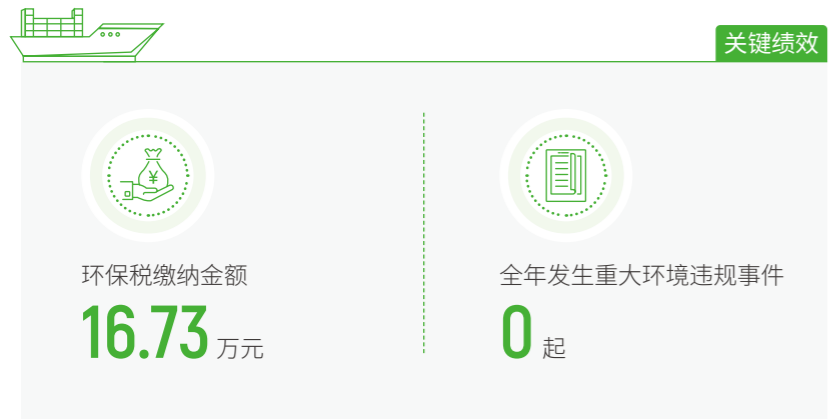 关键绩效
环保税缴纳金额
16.73 万元
全年发生重大环境违规事件
0 起